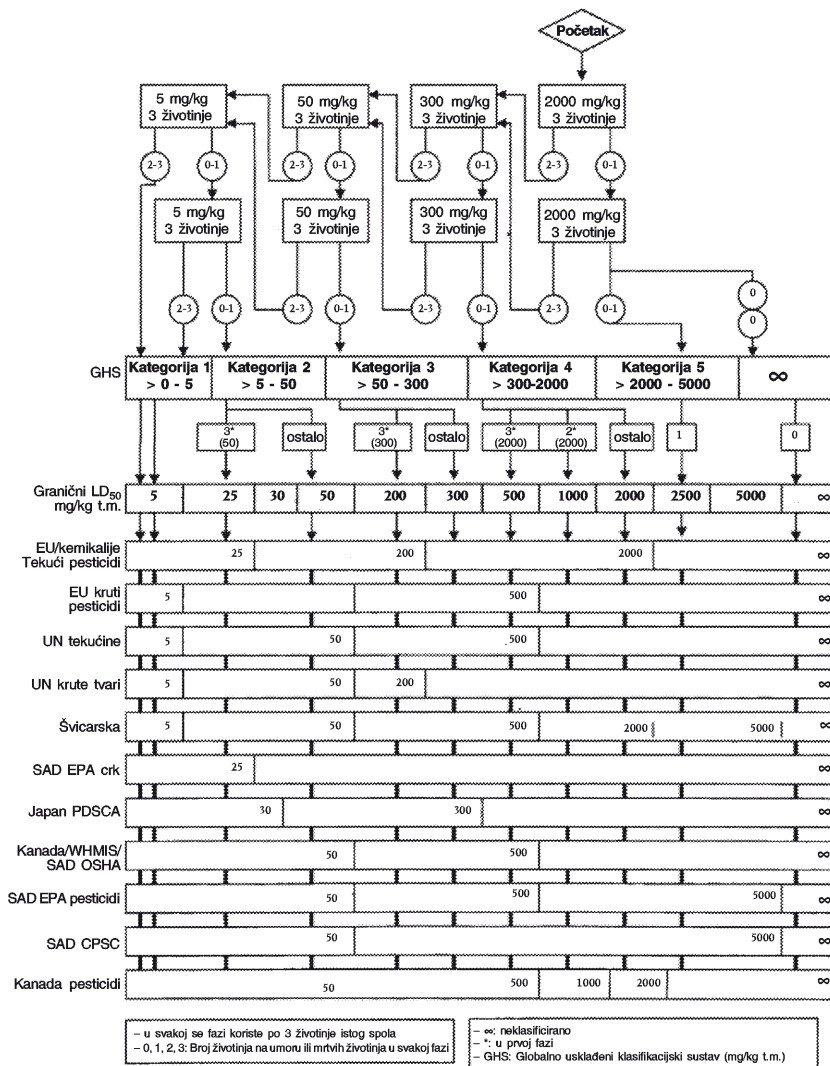 Početak
5 mg/kg
3 životinje
50 mg/kg
3 životinje
300 mg/kg
3 životinje
2000 mg/kg
3 životinje
2-3
0-1
2-3
0-1
2-3
0-1
2-3
0-1
5 mg/kg
3 životinje
50 mg/kg
3 životinje
300 mg/kg
3 životinje
2000 mg/kg
3 životinje
2-3
0-1
2-3
0-1
2-3
0-1
2-3
0-1
0
0
GHS
Kategorija 1
> 0 - 5
Kategorija 2
> 5 - 50
Kategorija 3
> 50 - 300
Kategorija 4
> 300-2000
Kategorija 5
> 2000 - 5000
∞
3*
(50)
ostalo
3*
(300)
ostalo
3*
(2000)
2*
(2000)
ostalo
1
0
Granični LD50
mg/kg t.m.
5 25 30 50 200 300 500 1000 2000 2500 5000 ∞
EU/kemikalije
Tekući pesticidi
25 200 2000 ∞
EU kruti
pesticidi
5 500 ∞
UN tekućine 5 50 500 ∞
UN krute tvari 5 50 200 ∞
Švicarska 5 50 500 2000 5000 ∞
SAD EPA crk 25 ∞
Japan PDSCA 30 300 ∞
Kanada/WHMIS/
SAD OSHA
50 500 ∞
SAD EPA pesticidi 50 500 5000 ∞
SAD CPSC 50 5000 ∞
Kanada pesticidi 50 500 1000 2000 ∞
– u svakoj se fazi koriste po 3 životinje istog spola
– 0, 1, 2, 3: Broj životinja na umoru ili mrtvih životinja u svakoj fazi
– ∞: neklasificirano
– *: u prvoj fazi
– GHS: Globalno usklađeni klasifikacijski sustav (mg/kg t.m.)